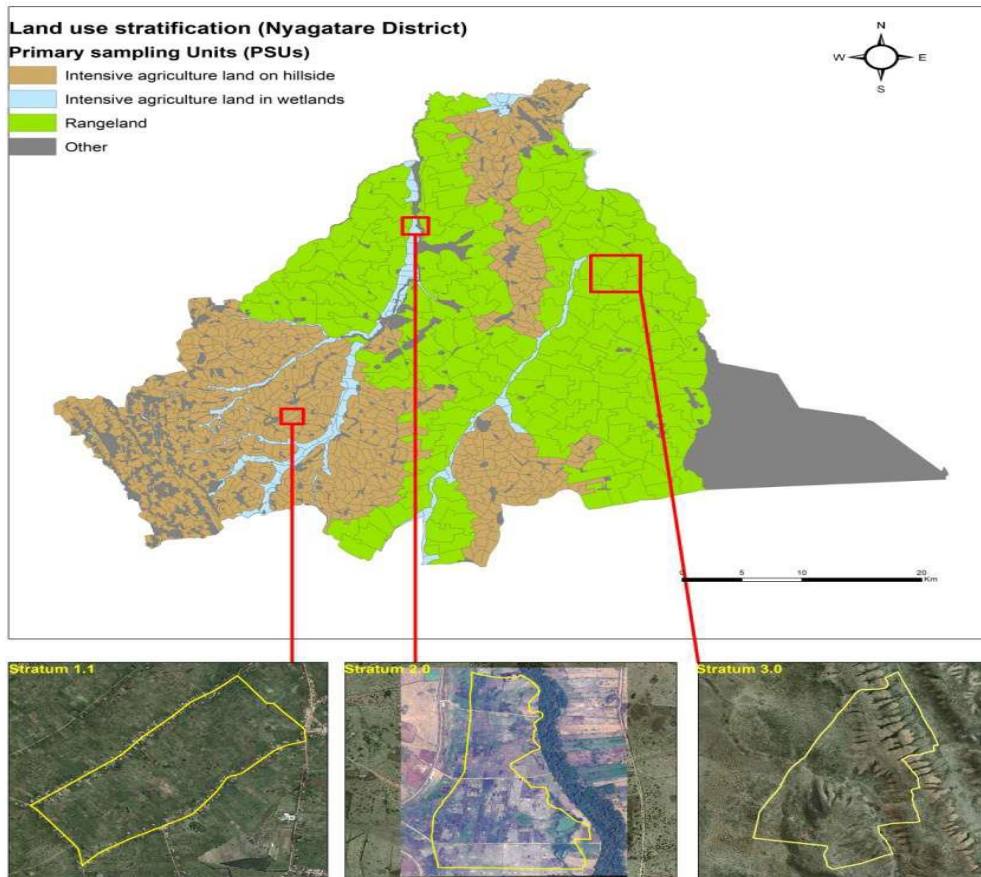 Land use stratification (Nyagatare District)
Primary sampling Units (PSUs)
Intensive agriculture land on hillside
Intensive agriculture land in wetlands
Rangeland
Other
N
W E
S
0 5 10 20
Km
Stratum 1.1
Stratum 2.0
Stratum 3.0